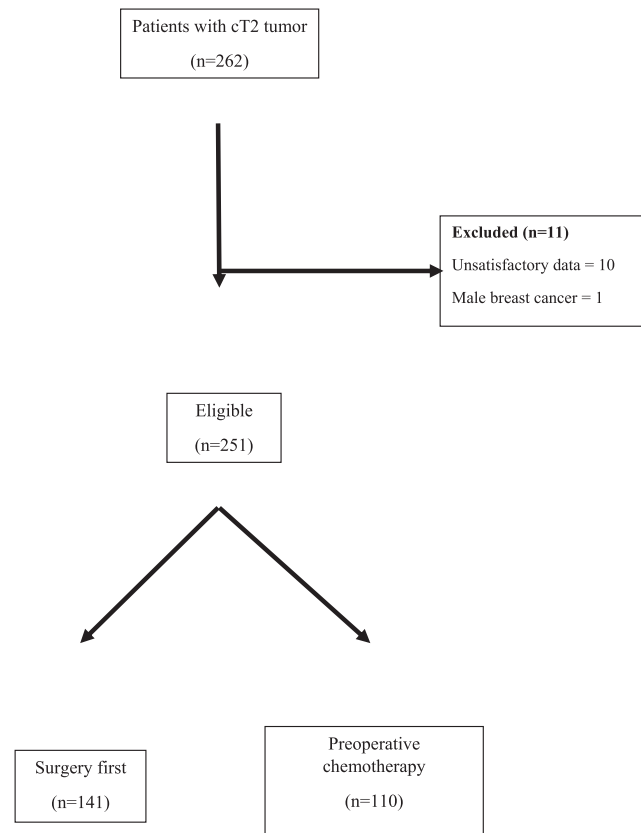 Patients with cT2 tumor
(n=262)
Excluded (n=11)
Unsatisfactory data = 10
Male breast cancer = 1
Eligible
(n=251)
Surgery first
(n=141)
Preoperative
chemotherapy
(n=110)